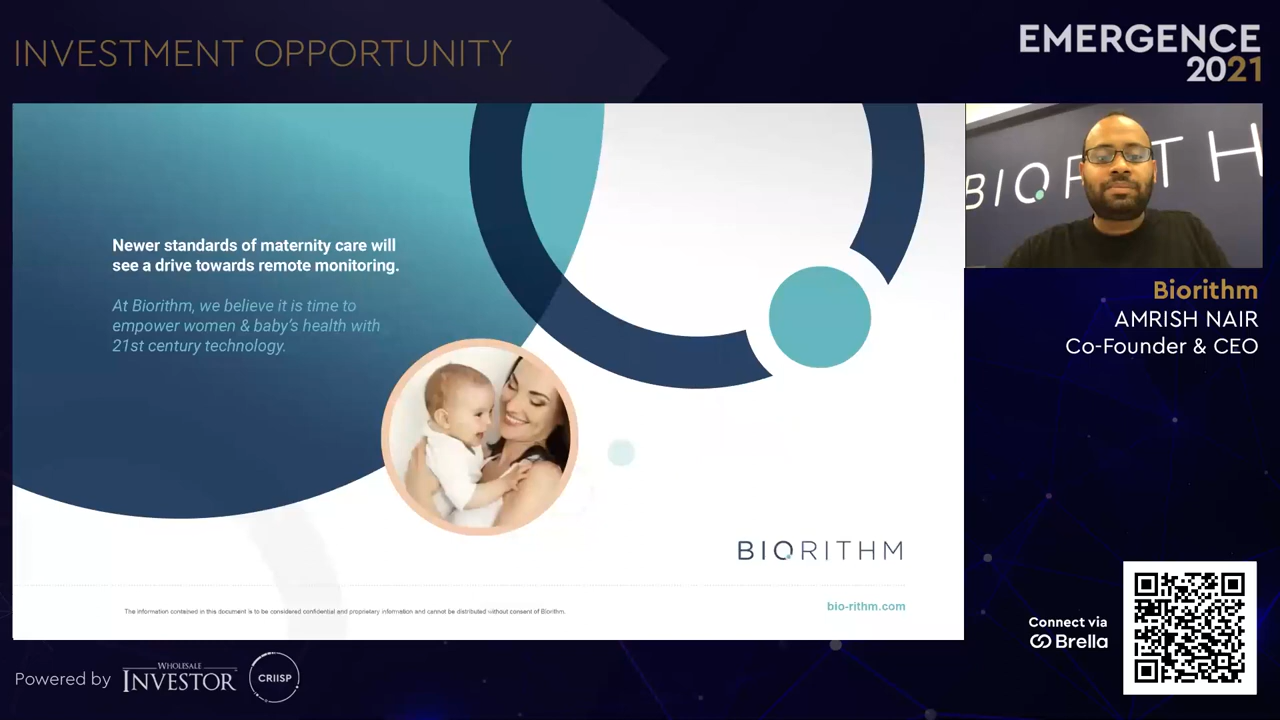 INVESTMENT OPPORTUNITY
EMERGENCE
2021
Newer standards of maternity care will
see a drive towards remote monitoring.
At Biorithm, we believe it is time to
empower women & baby's health with
21st century technology.
BIORITHM
The information contained in this document is to be considered confidential and proprietary information and cannot be distributed without consent of Biorithm.
bio-rithm.com
BIORITH
Biorithm
AMRISH NAIR
Co-Founder & CEO
Connect via
Brella
Powered by
WHOLESALE
INVESTOR
CRIISP